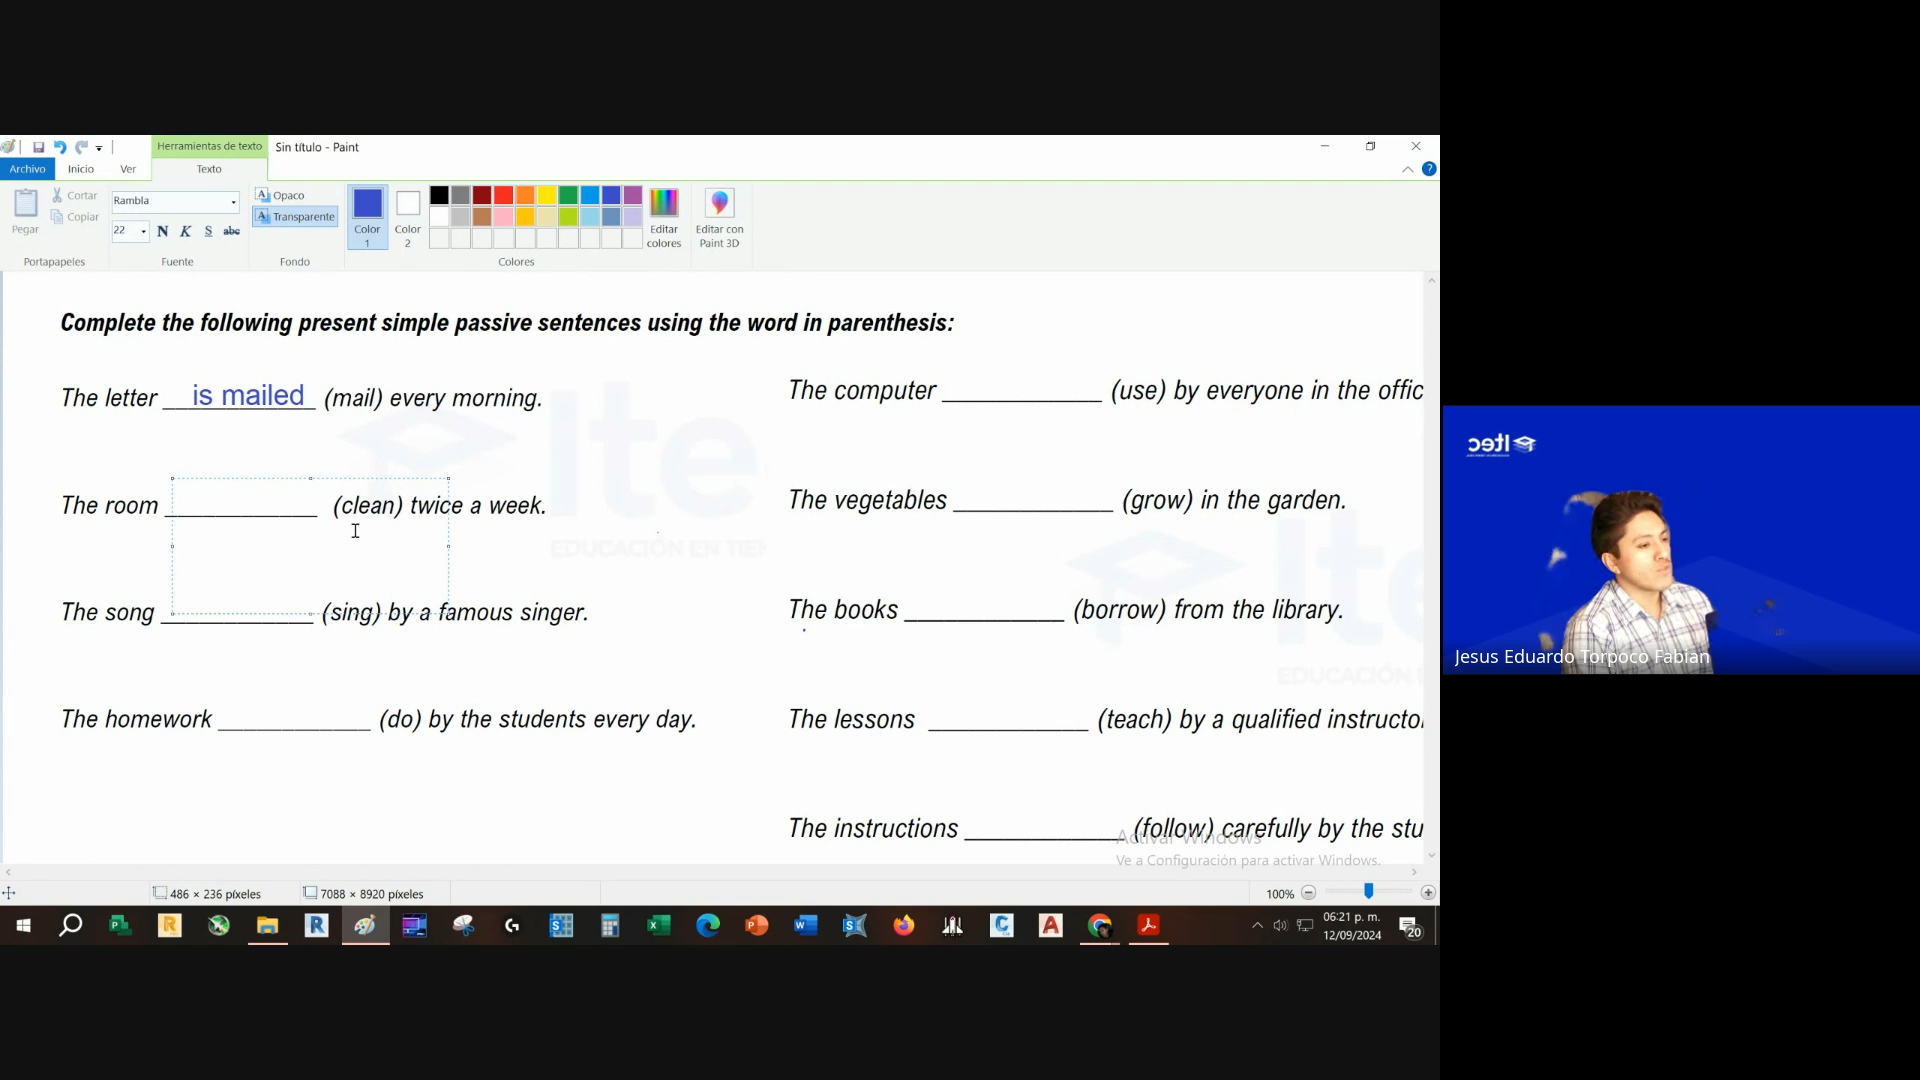 Herramientas de texto
Sin título - Paint
Archivo
Inicio
Ver
Texto
Pegar
Cortar
Copiar
Portapapeles
Rambla
22
N K S abc
Fuente
Opaco
Transparente
Fondo
Color 1
Color 2
Colores
Editar colores
Editar con Paint 3D
Complete the following present simple passive sentences using the word in parenthesis:
The letter ____________ is mailed (mail) every morning.
The room ____________ (clean) twice a week.
The song ____________ (sing) by a famous singer.
The homework ____________ (do) by the students every day.
The computer ____________ (use) by everyone in the offic
The vegetables ____________ (grow) in the garden.
The books ____________ (borrow) from the library.
The lessons ____________ (teach) by a qualified instructo
The instructions ____________ (follow) carefully by the stu
Itec
EDUCACIÓN EN TIE
Ite
EDUCACIÓN
Activar Windows
Ve a Configuración para activar Windows.
486 × 236 píxeles
7088 × 8920 píxeles
100%
06:21 p. m.
12/09/2024
20
Itec
Jesus Eduardo Torpoco Fabian